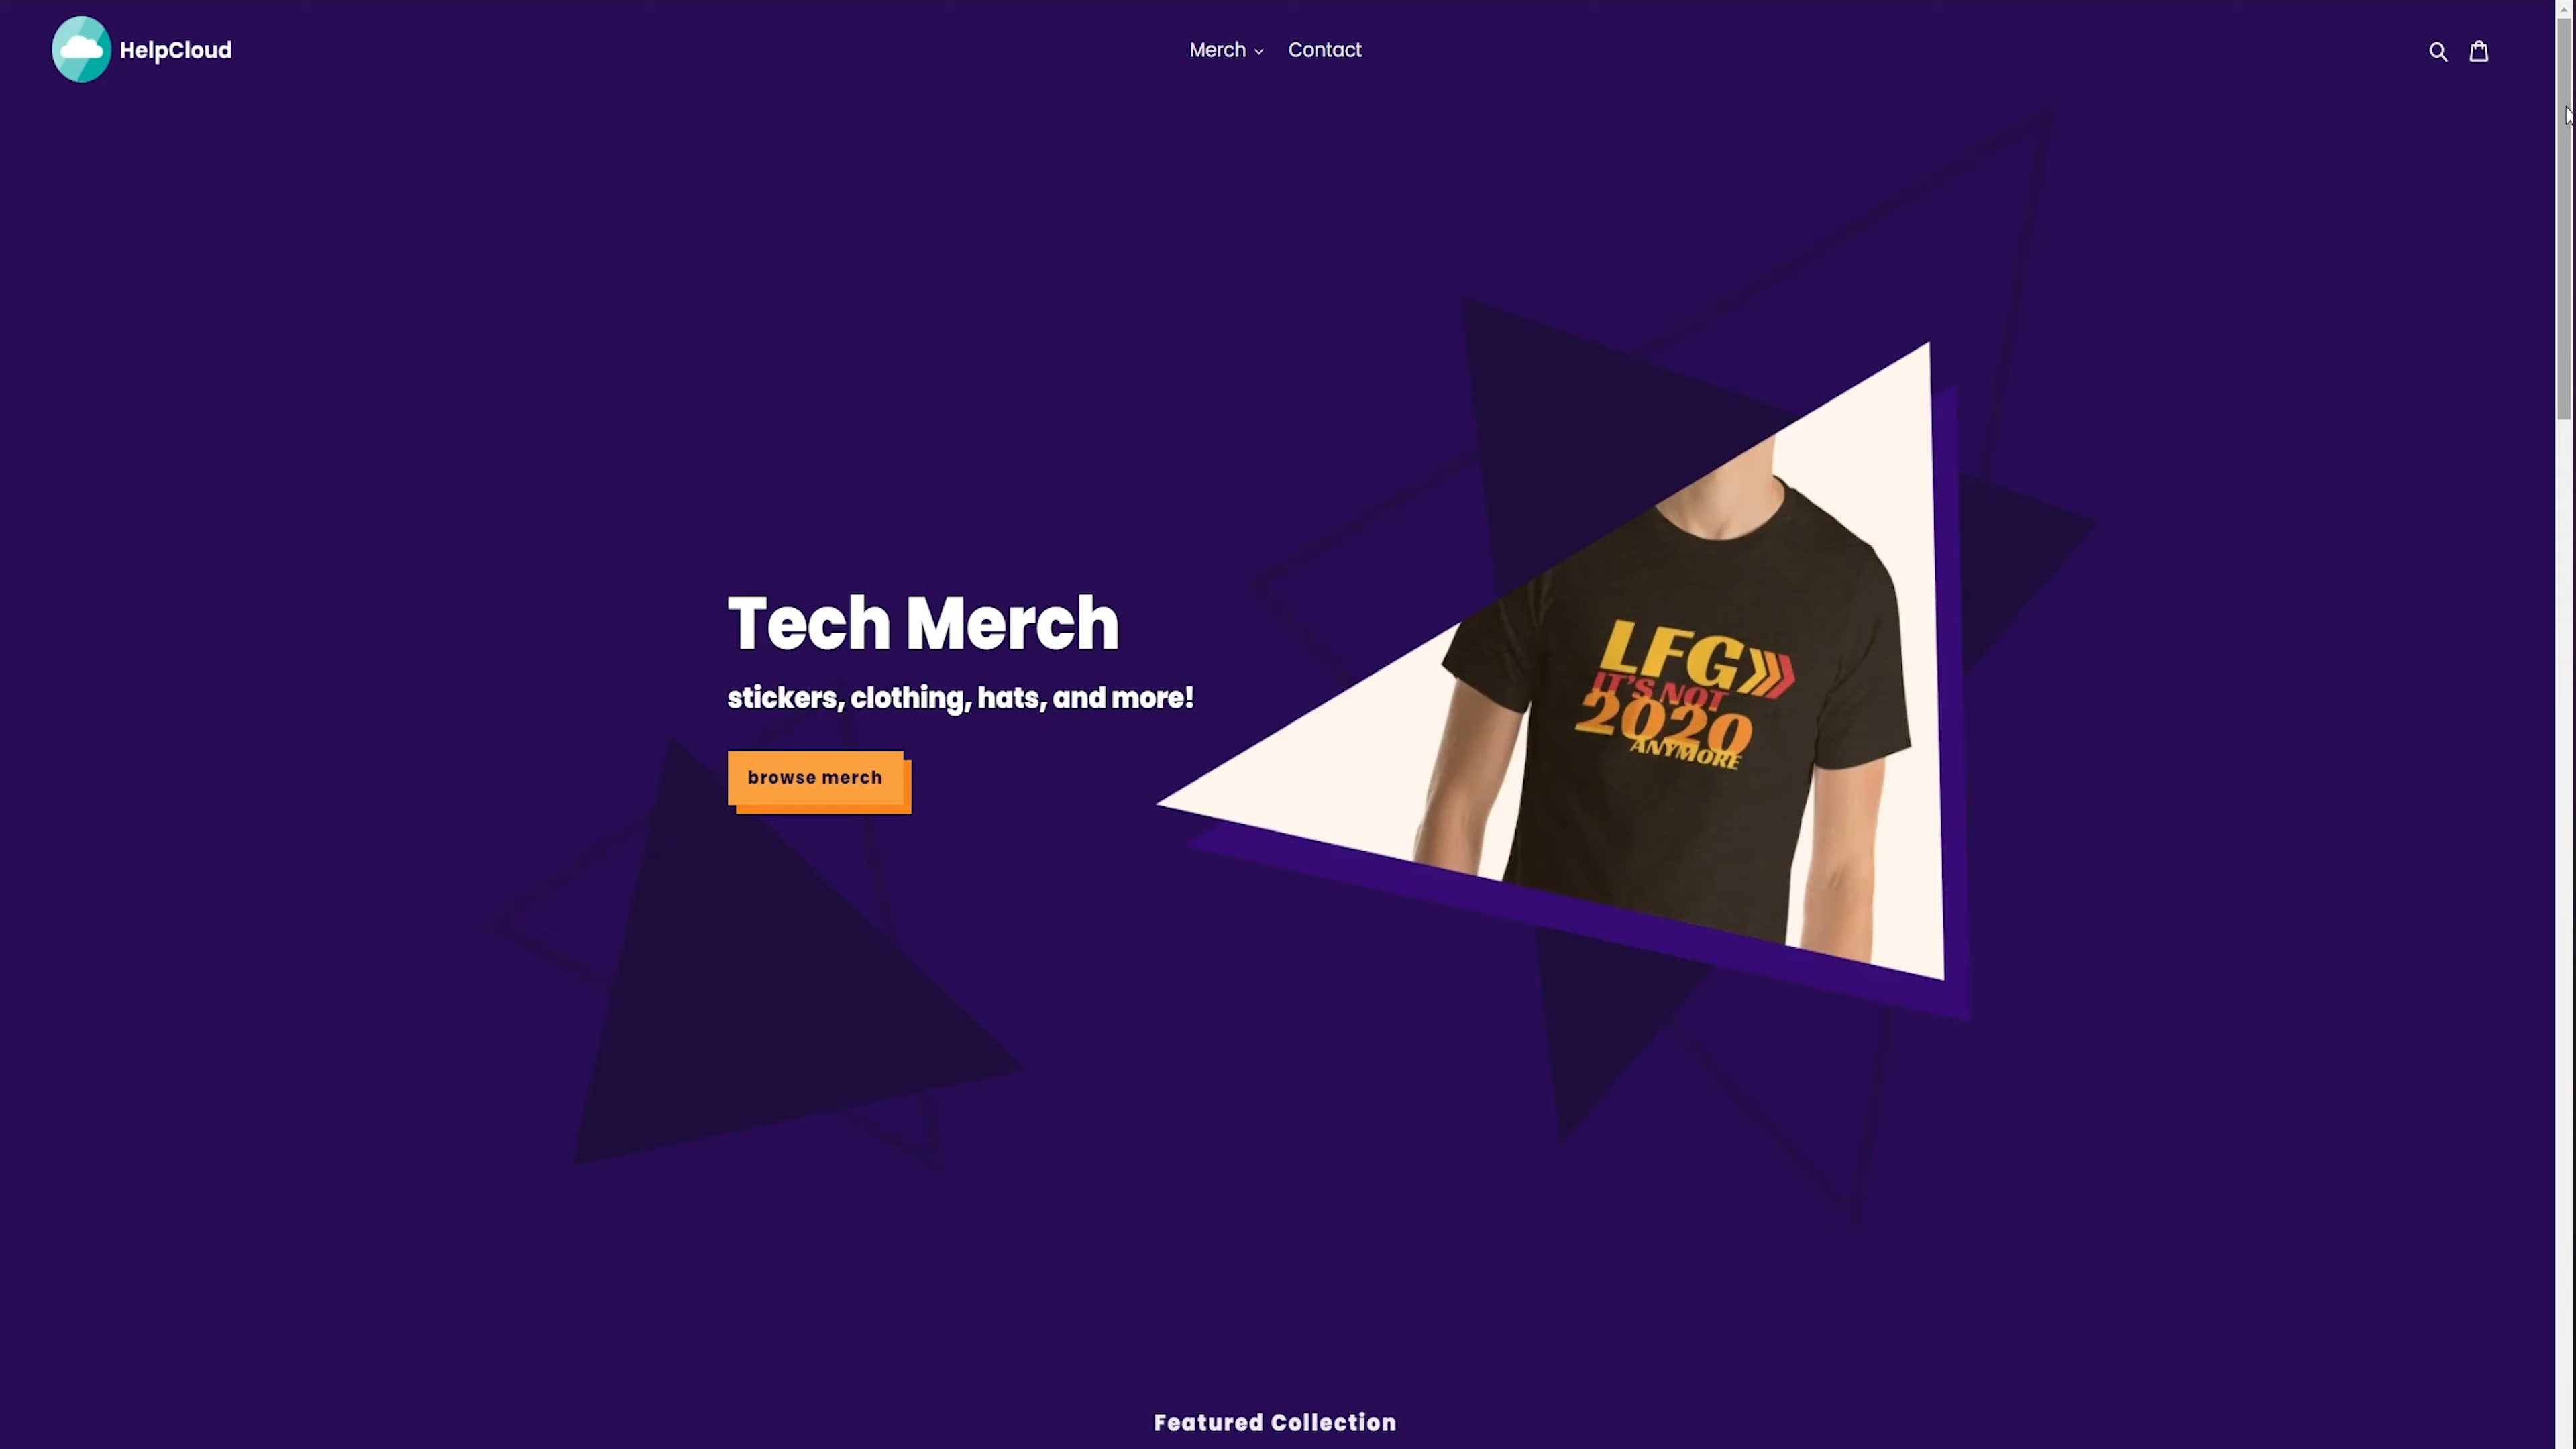 HelpCloud
Merch
Contact
Tech Merch
stickers, clothing, hats, and more!
browse merch
LFG
IT'S NOT
2020
ANYMORE
Featured Collection